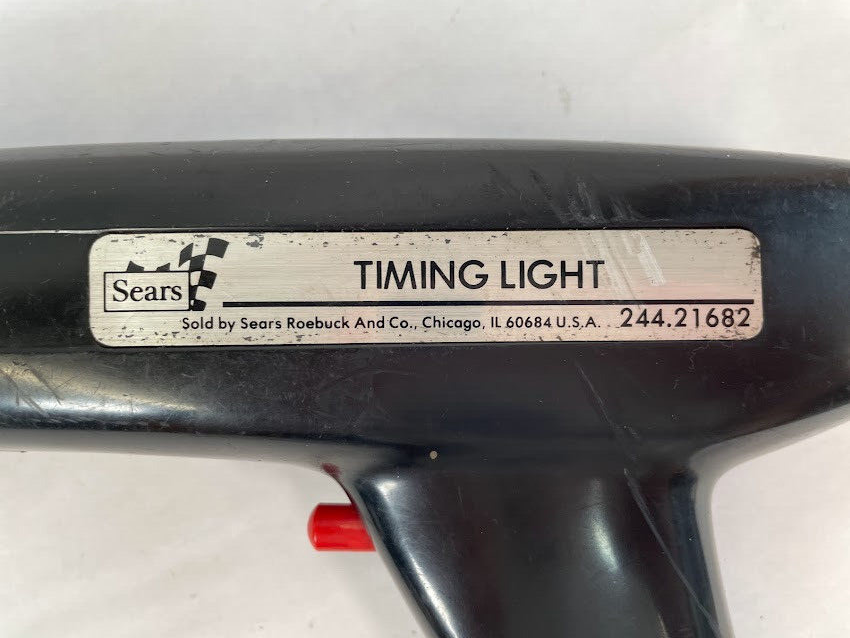 TIMING LIGHT
Sears
Sold by Sears Roebuck And Co., Chicago, IL 60684 U.S.A. 244.21682